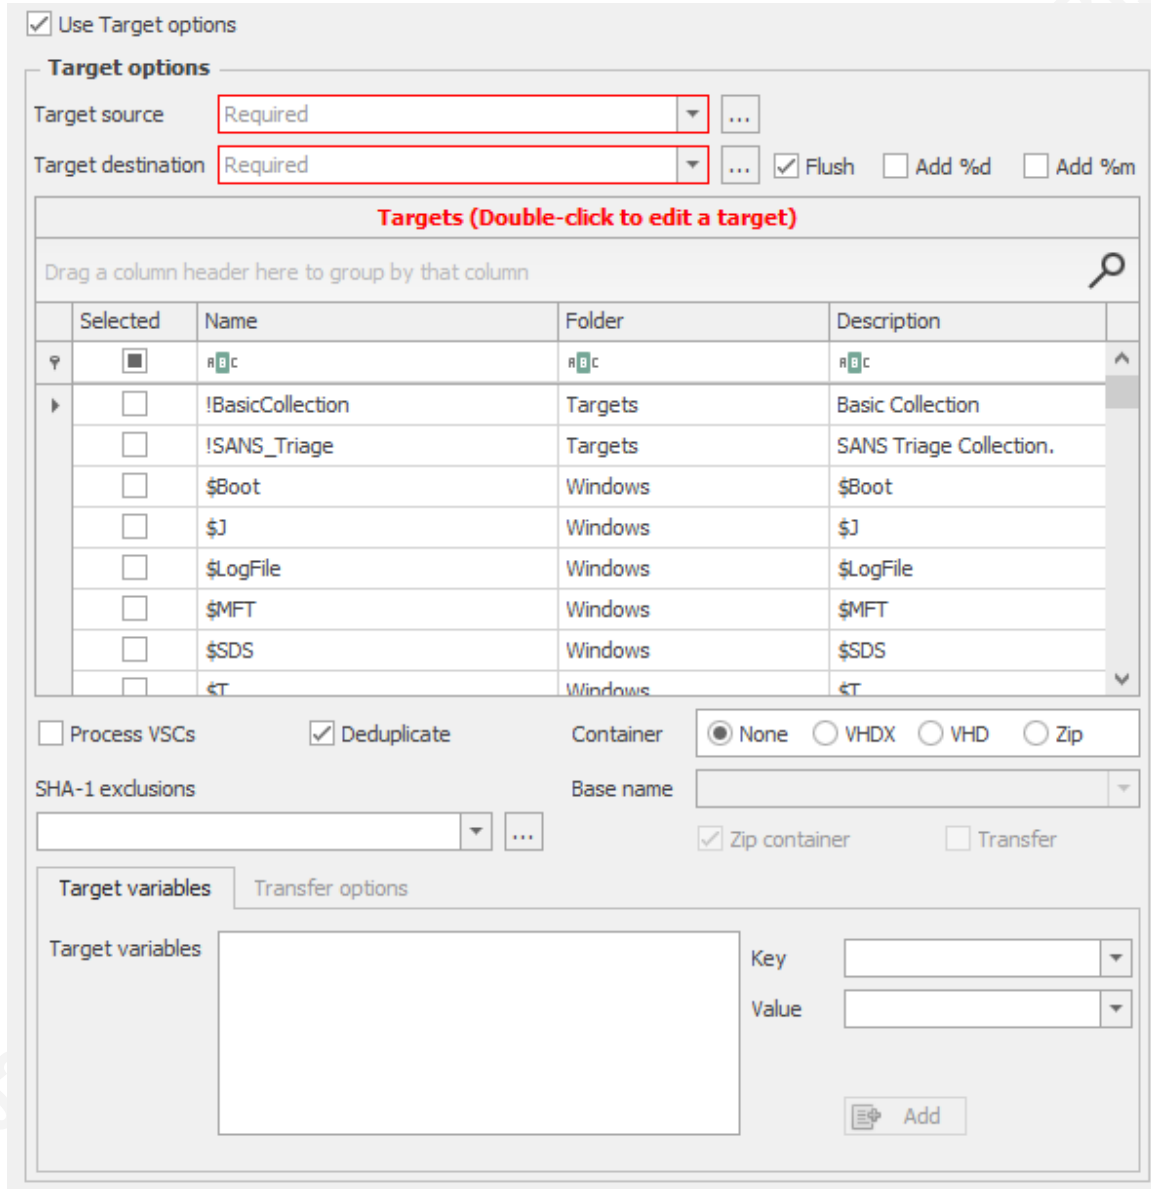 Use Target options
Target options
Target source Required ...
Target destination Required ... Flush Add %d Add %m
Targets (Double-click to edit a target)
Drag a column header here to group by that column
Selected Name Folder Description
ABC ABC ABC
!BasicCollection Targets Basic Collection
!SANS_Triage Targets SANS Triage Collection.
$Boot Windows $Boot
$J Windows $J
$LogFile Windows $LogFile
$MFT Windows $MFT
$SDS Windows $SDS
$T Windows $T
Process VSCs Deduplicate Container None VHDX VHD Zip
SHA-1 exclusions Base name
... Zip container Transfer
Target variables Transfer options
Target variables Key
Value
Add